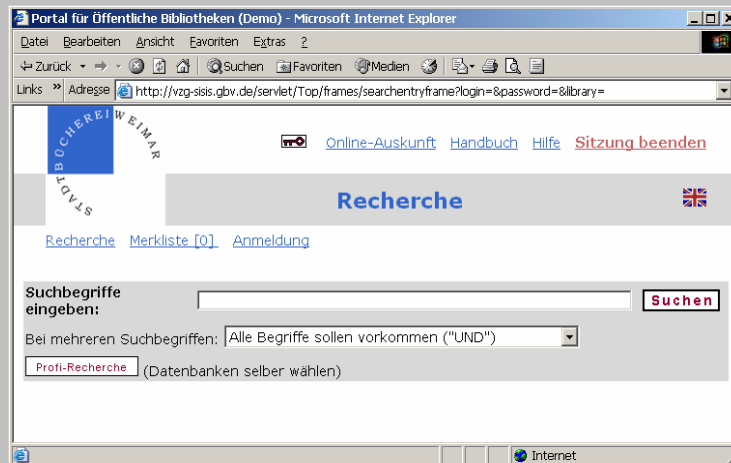 Portal für Öffentliche Bibliotheken (Demo) - Microsoft Internet Explorer
Datei Bearbeiten Ansicht Favoriten Extras ?
Zurück Suchen Favoriten Medien
Links » Adresse http://vzg-sisis.gbv.de/servlet/Top/frames/searchentryframe?login=&password=&library=
STADTBÜCHEREI WEIMAR
Online-Auskunft Handbuch Hilfe Sitzung beenden
Recherche
Recherche Merkliste [0] Anmeldung
Suchbegriffe
eingeben: Suchen
Bei mehreren Suchbegriffen: Alle Begriffe sollen vorkommen ("UND")
Profi-Recherche (Datenbanken selber wählen)
Internet